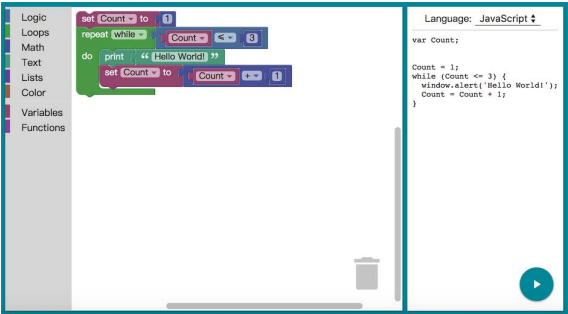 Logic
Loops
Math
Text
Lists
Color
Variables
Functions
set Count to 1
repeat while Count ≤ 3
do print “ Hello World! ”
set Count to Count + 1
Language: JavaScript
var Count;
Count = 1;
while (Count <= 3) {
window.alert('Hello World!');
Count = Count + 1;
}